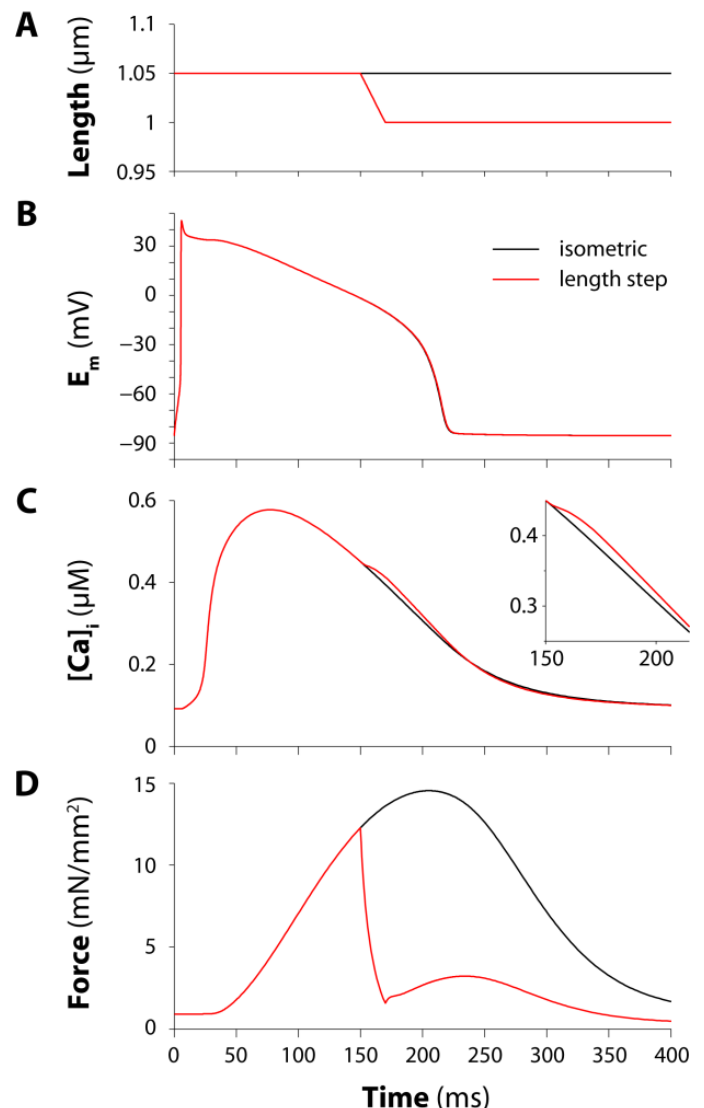 A
Length (µm)
1.1
1.05
1
0.95
B
E_m (mV)
30
0
−30
−60
−90
isometric
length step
C
[Ca]_i (µM)
0.6
0.4
0.2
0
0.4
0.3
150
200
D
Force (mN/mm²)
15
10
5
0
0 50 100 150 200 250 300 350 400
Time (ms)